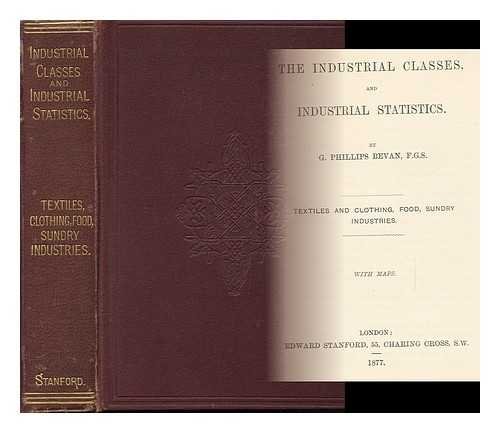 INDUSTRIAL
CLASSES
AND
INDUSTRIAL
STATISTICS.
TEXTILES,
CLOTHING, FOOD,
SUNDRY
INDUSTRIES.
STANFORD.
THE INDUSTRIAL CLASSES,
AND
INDUSTRIAL STATISTICS.
BY
G. PHILLIPS BEVAN, F.G.S.
TEXTILES AND CLOTHING, FOOD, SUNDRY
INDUSTRIES.
WITH MAPS.
LONDON:
EDWARD STANFORD, 55, CHARING CROSS, S.W.
1877.